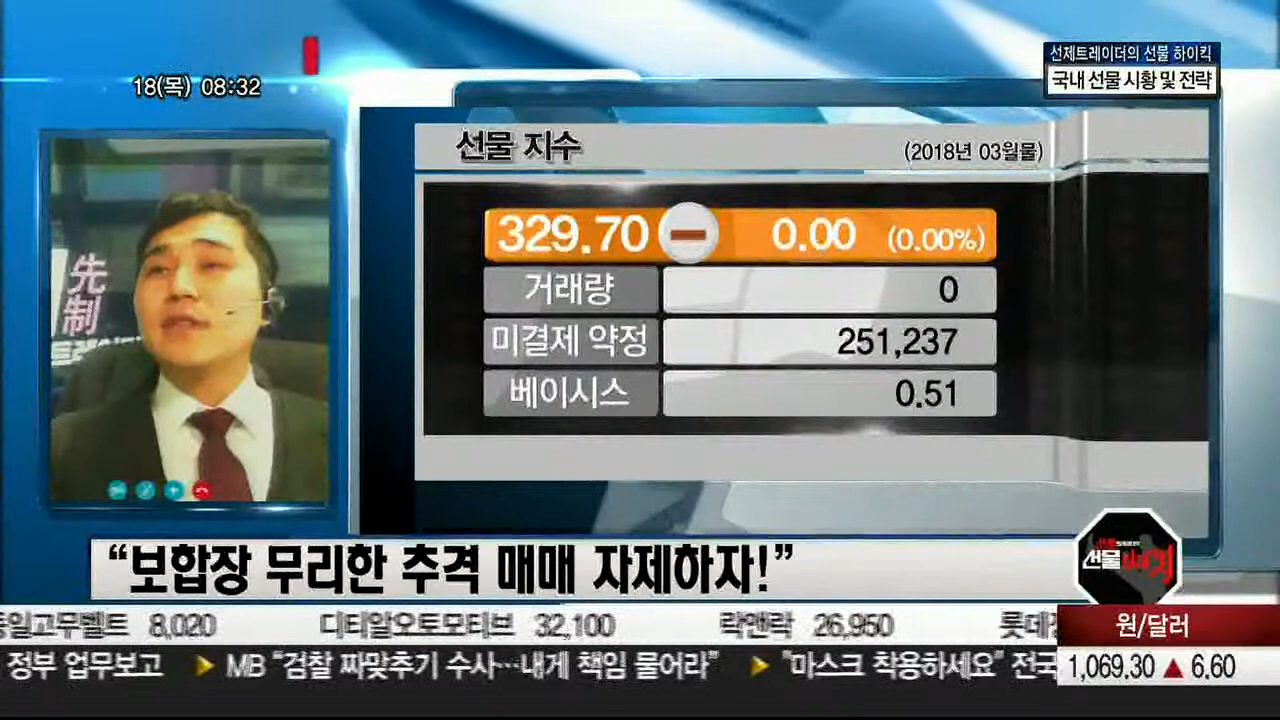 18(목) 08:32
선제트레이더의 선물 하이킥
국내 선물 시황 및 전략
선물 지수
(2018년 03월물)
329.70 0.00 (0.00%)
거래량 0
미결제 약정 251,237
베이시스 0.51
先制
“보합장 무리한 추격 매매 자제하자!”
선물
동일고무벨트 8,020 디티알오토모티브 32,100 락앤락 26,950
원/달러
정부 업무보고 ▶ MB “검찰 짜맞추기 수사…내게 책임 물어라” ▶ “마스크 착용하세요” 전국
1,069.30 ▲ 6.60